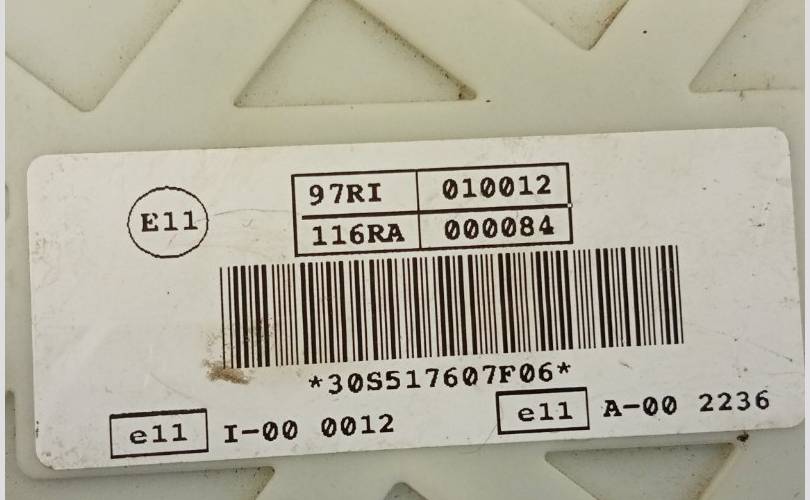 E11
97RI 010012
116RA 000084
*30S517607F06*
e11 I-00 0012
e11 A-00 2236